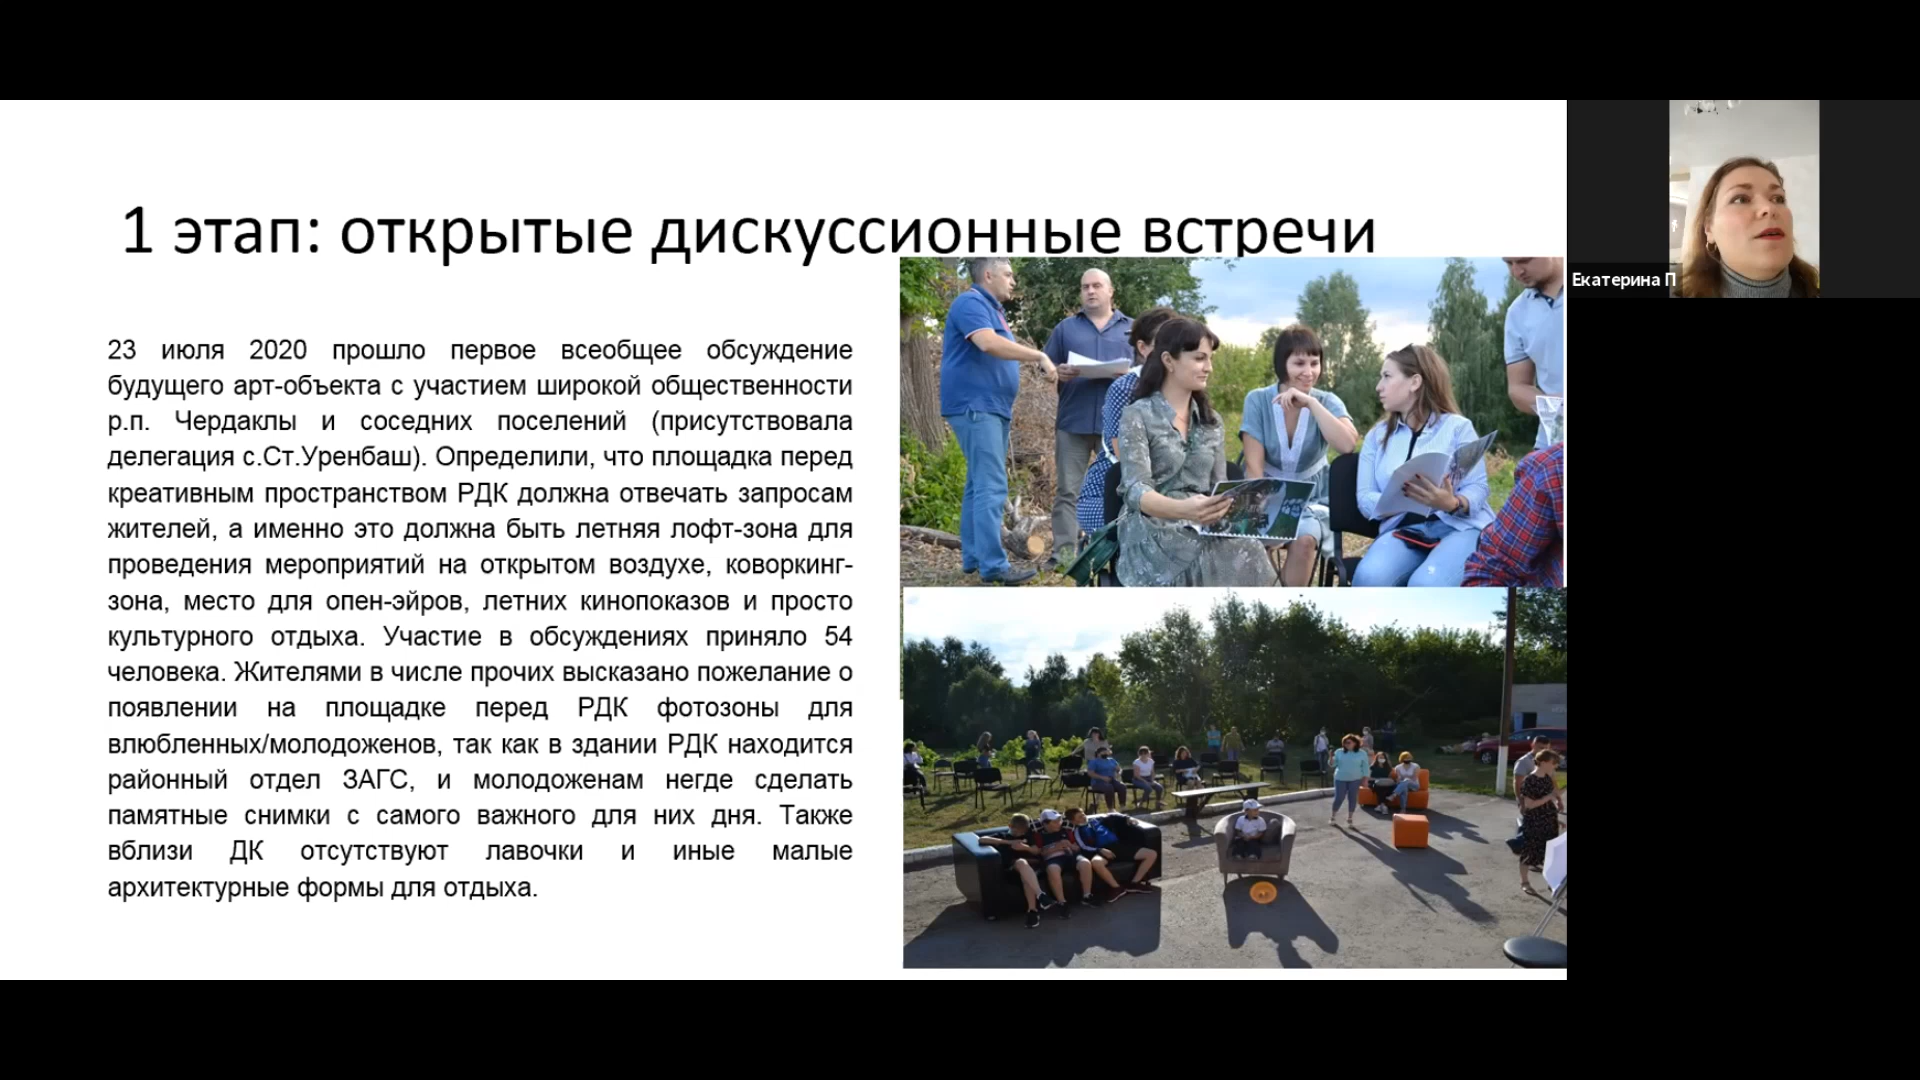 1 этап: открытые дискуссионные встречи
Екатерина П
23 июля 2020 прошло первое всеобщее обсуждение
будущего арт-объекта с участием широкой общественности
р.п. Чердаклы и соседних поселений (присутствовала
делегация с.Ст.Уренбаш). Определили, что площадка перед
креативным пространством РДК должна отвечать запросам
жителей, а именно это должна быть летняя лофт-зона для
проведения мероприятий на открытом воздухе, коворкинг-
зона, место для опен-эйров, летних кинопоказов и просто
культурного отдыха. Участие в обсуждениях приняло 54
человека. Жителями в числе прочих высказано пожелание о
появлении на площадке перед РДК фотозоны для
влюбленных/молодоженов, так как в здании РДК находится
районный отдел ЗАГС, и молодоженам негде сделать
памятные снимки с самого важного для них дня. Также
вблизи ДК отсутствуют лавочки и иные малые
архитектурные формы для отдыха.